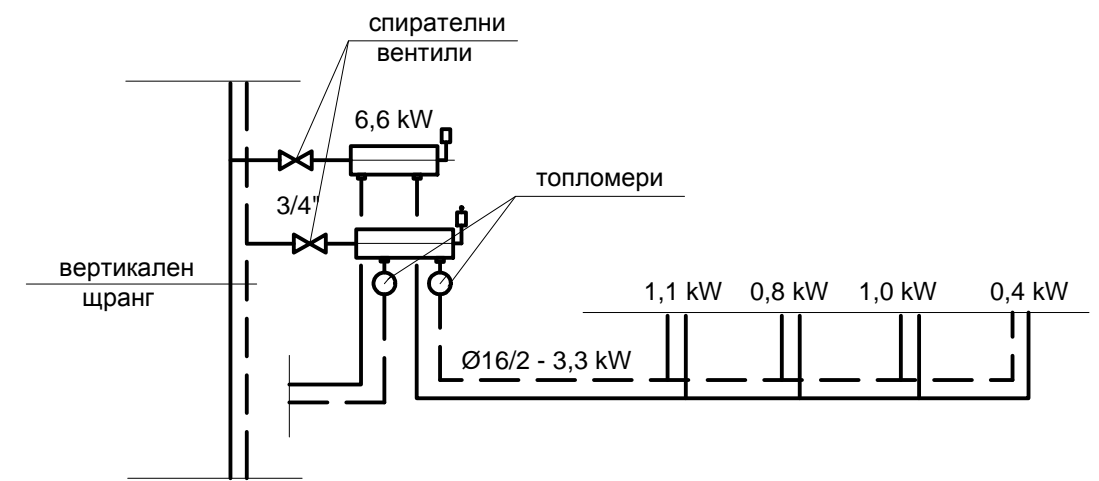 спирателни
вентили
6,6 kW
топломери
3/4"
вертикален
щранг
1,1 kW
0,8 kW
1,0 kW
0,4 kW
Ø16/2 - 3,3 kW